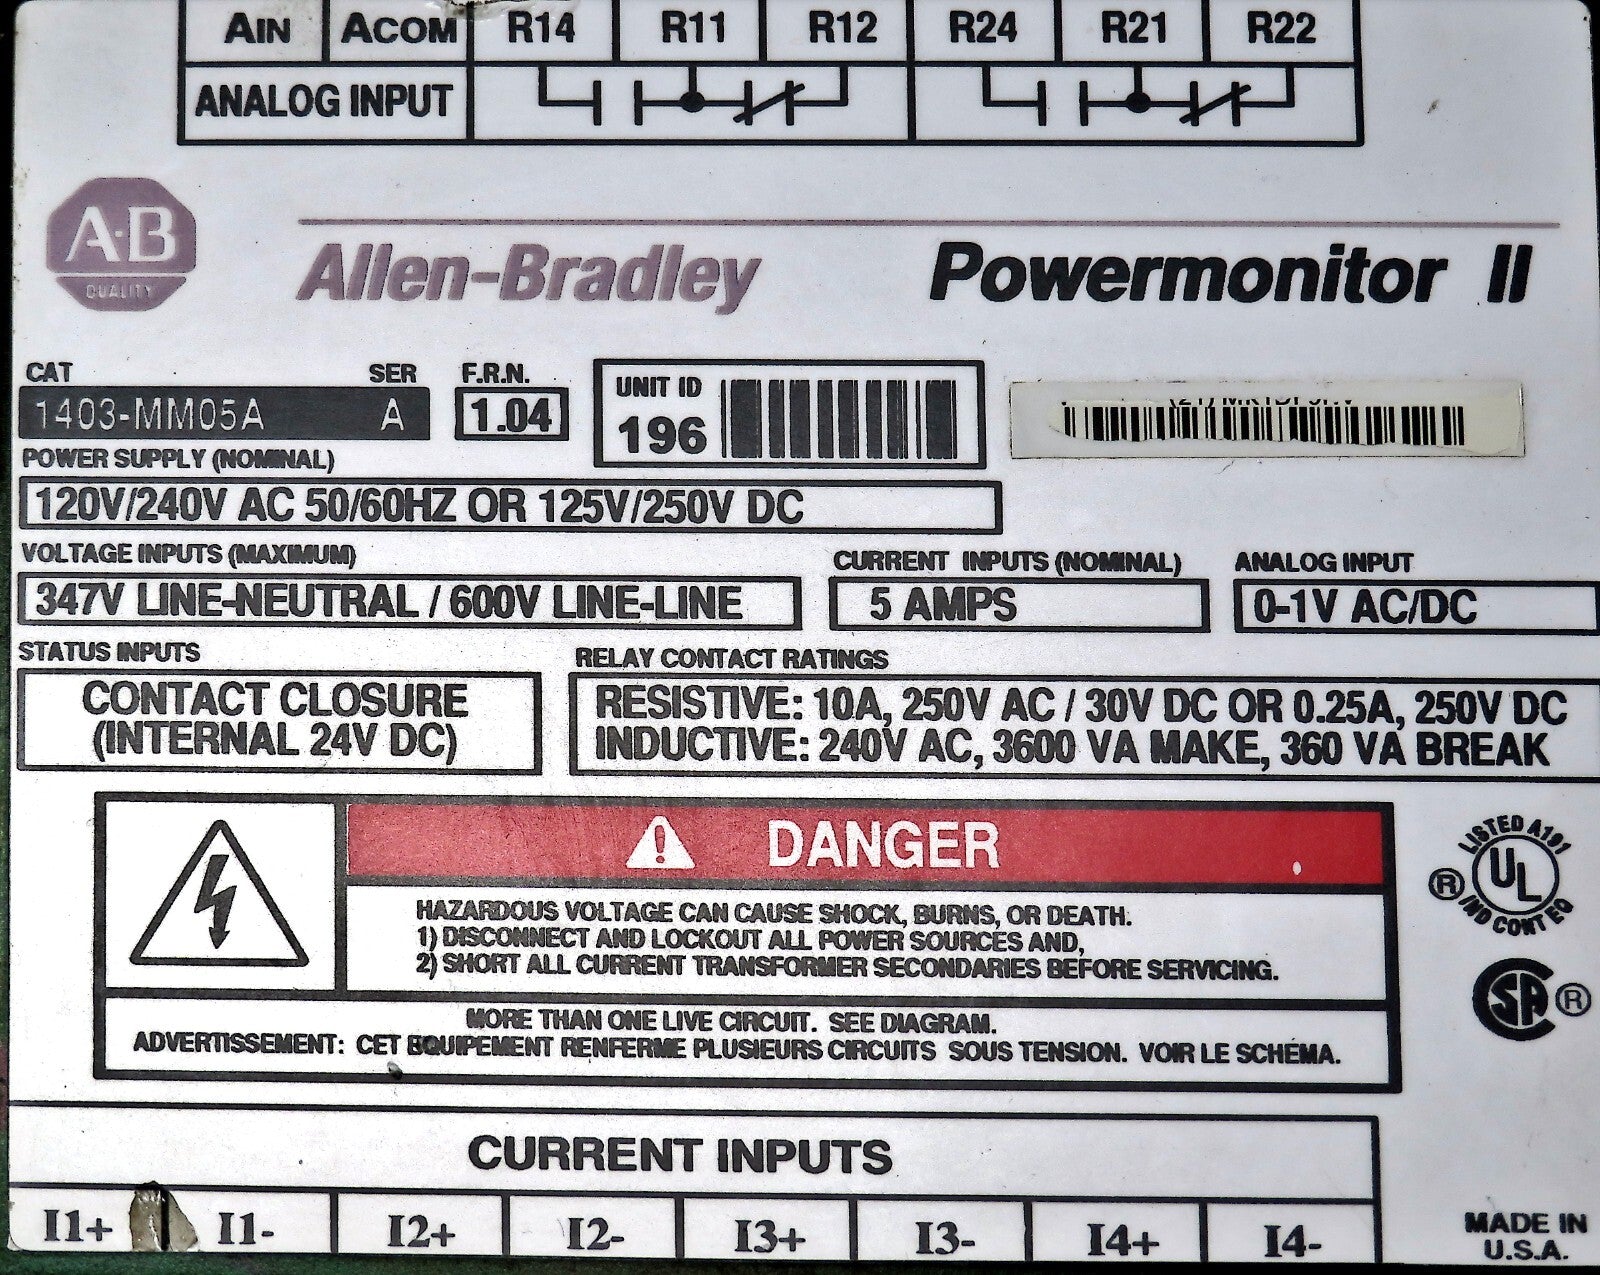 AIN ACOM R14 R11 R12 R24 R21 R22
ANALOG INPUT
A·B
QUALITY
Allen-Bradley Powermonitor II
CAT SER F.R.N.
1403-MM05A A 1.04
UNIT ID
196
POWER SUPPLY (NOMINAL)
120V/240V AC 50/60HZ OR 125V/250V DC
VOLTAGE INPUTS (MAXIMUM) CURRENT INPUTS (NOMINAL) ANALOG INPUT
347V LINE-NEUTRAL / 600V LINE-LINE 5 AMPS 0-1V AC/DC
STATUS INPUTS RELAY CONTACT RATINGS
CONTACT CLOSURE
(INTERNAL 24V DC)
RESISTIVE: 10A, 250V AC / 30V DC OR 0.25A, 250V DC
INDUCTIVE: 240V AC, 3600 VA MAKE, 360 VA BREAK
DANGER
HAZARDOUS VOLTAGE CAN CAUSE SHOCK, BURNS, OR DEATH.
1) DISCONNECT AND LOCKOUT ALL POWER SOURCES AND,
2) SHORT ALL CURRENT TRANSFORMER SECONDARIES BEFORE SERVICING.
MORE THAN ONE LIVE CIRCUIT. SEE DIAGRAM.
ADVERTISSEMENT: CET EQUIPEMENT RENFERME PLUSIEURS CIRCUITS SOUS TENSION. VOIR LE SCHEMA.
LISTED A191
UL
®
IND CONT EQ
SA ®
CURRENT INPUTS
I1+ I1- I2+ I2- I3+ I3- I4+ I4-
MADE IN
U.S.A.